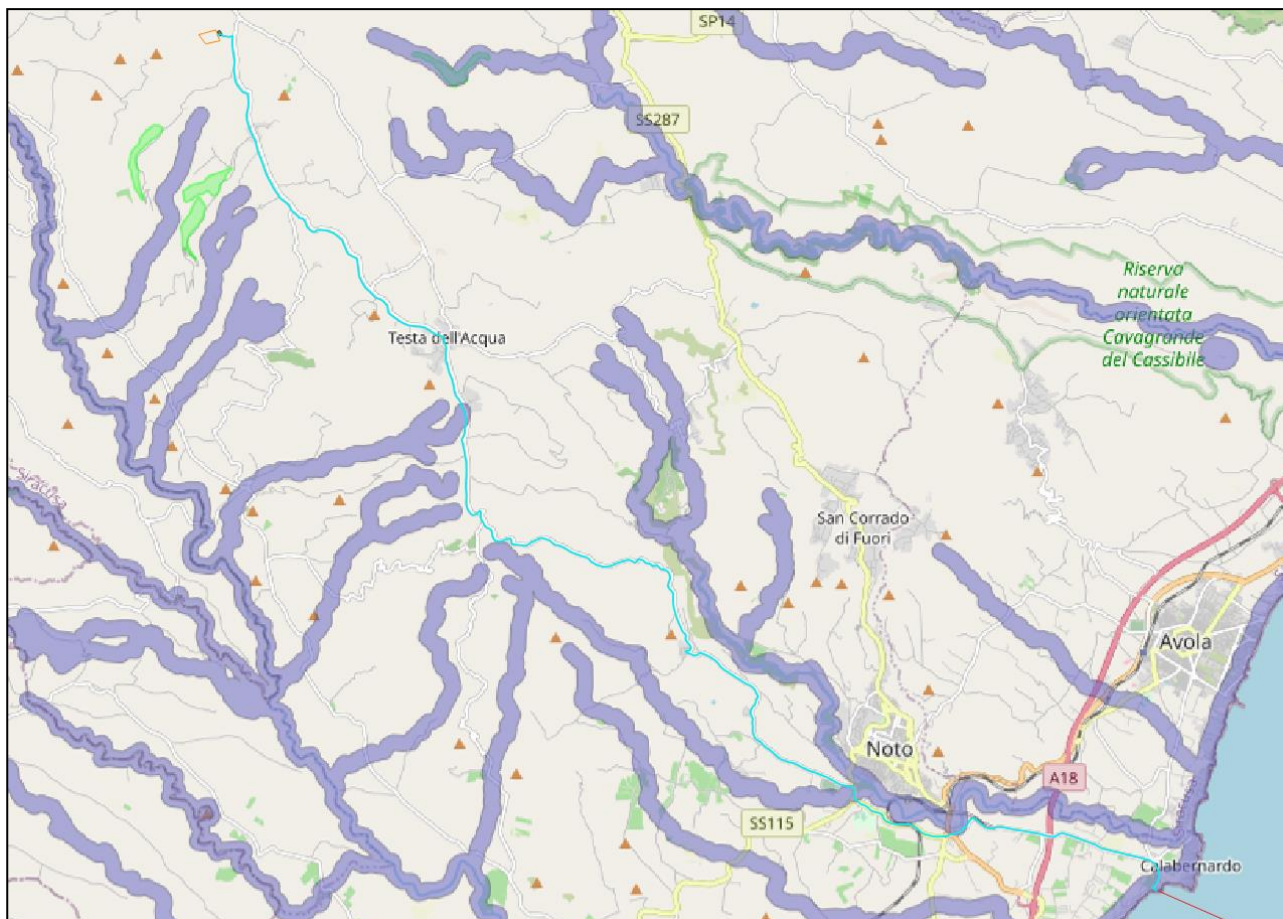 SP14
SS287
Riserva
naturale
orientata
Cavagrande
del Cassibile
Testa dell'Acqua
Siracusa
San Corrado
di Fuori
Avola
Noto
A18
SS115
Calabernardo